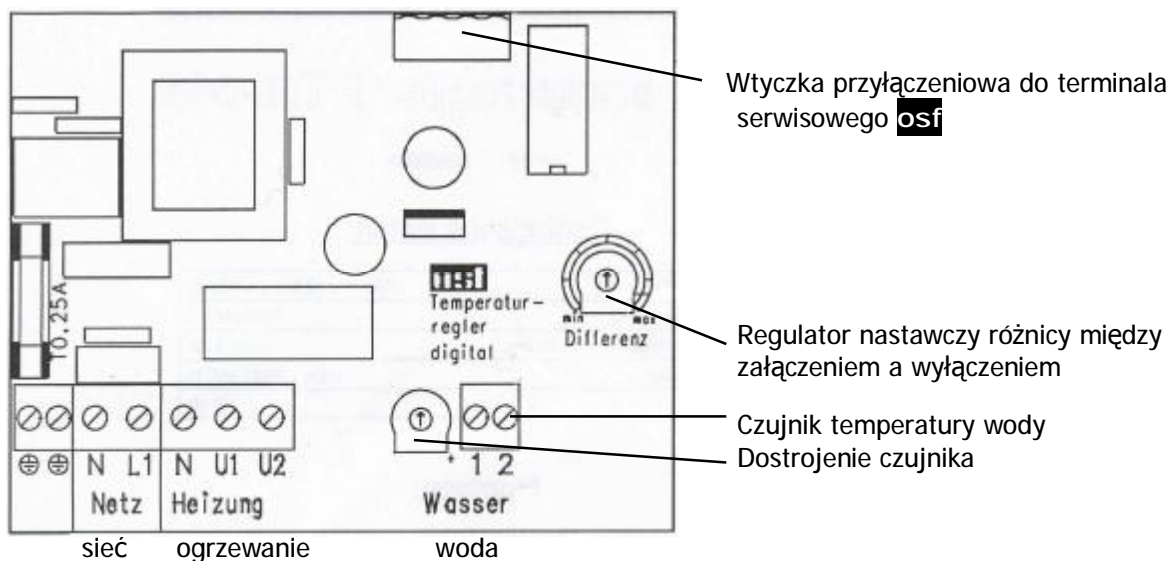 Wtyczka przyłączeniowa do terminala
serwisowego osf
T0,25A
Temperatur-
regler
digital
min max
Differenz
Regulator nastawczy różnicy między
załączeniem a wyłączeniem
Czujnik temperatury wody
Dostrojenie czujnika
N L1 N U1 U2 + 1 2
Netz Heizung Wasser
sieć ogrzewanie woda